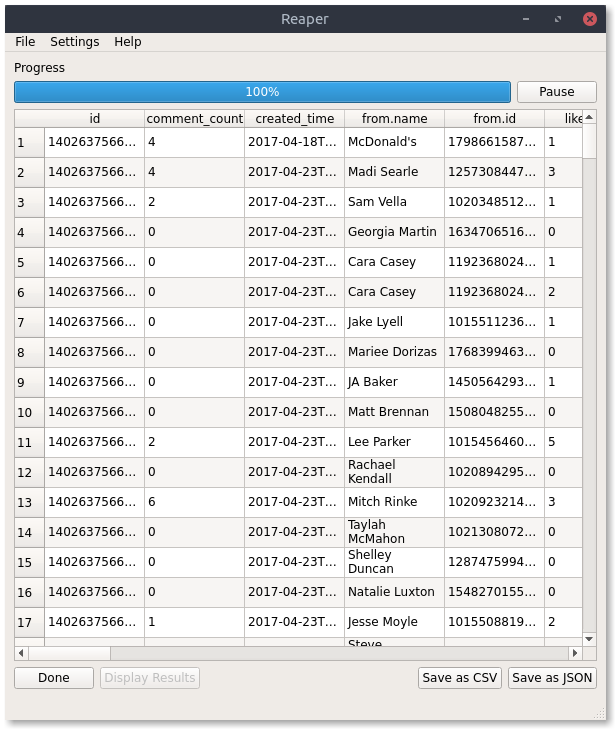 Reaper
File Settings Help
Progress
100% Pause
id comment_count created_time from.name from.id like
1 1402637566... 4 2017-04-18T... McDonald's 1798661587... 1
2 1402637566... 4 2017-04-23T... Madi Searle 1257308447... 3
3 1402637566... 2 2017-04-23T... Sam Vella 1020348512... 1
4 1402637566... 0 2017-04-23T... Georgia Martin 1634706516... 0
5 1402637566... 0 2017-04-23T... Cara Casey 1192368024... 1
6 1402637566... 0 2017-04-23T... Cara Casey 1192368024... 2
7 1402637566... 0 2017-04-23T... Jake Lyell 1015511236... 1
8 1402637566... 0 2017-04-23T... Mariee Dorizas 1768399463... 0
9 1402637566... 0 2017-04-23T... JA Baker 1450564293... 1
10 1402637566... 0 2017-04-23T... Matt Brennan 1508048255... 0
11 1402637566... 2 2017-04-23T... Lee Parker 1015456460... 5
12 1402637566... 0 2017-04-23T... Rachael
Kendall 1020894295... 0
13 1402637566... 6 2017-04-23T... Mitch Rinke 1020923214... 3
14 1402637566... 0 2017-04-23T... Taylah
McMahon 1021308072... 0
15 1402637566... 0 2017-04-23T... Shelley
Duncan 1287475994... 0
16 1402637566... 0 2017-04-23T... Natalie Luxton 1548270155... 0
17 1402637566... 1 2017-04-23T... Jesse Moyle 1015508819... 2
Steve
Done Display Results Save as CSV Save as JSON